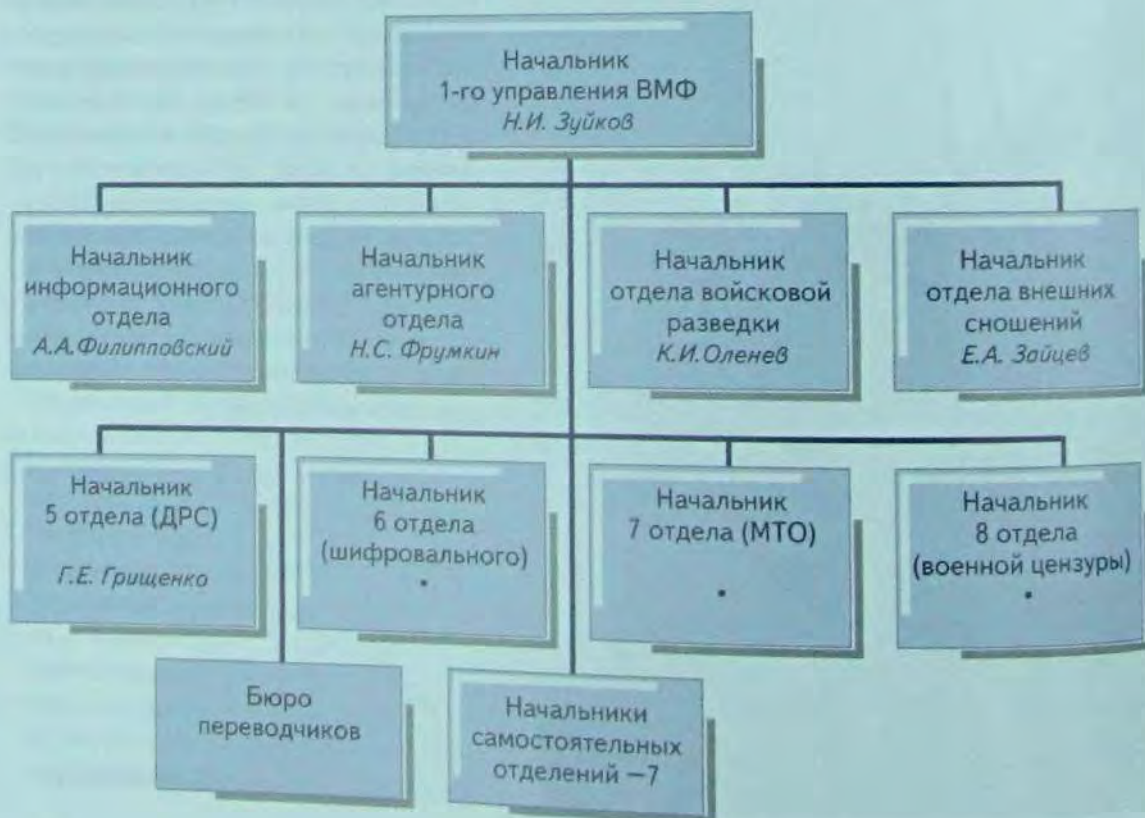 Начальник
1-го управления ВМФ
Н.И. Зуйков
Начальник
информационного
отдела
А.А.Филипповский
Начальник
агентурного
отдела
Н.С. Фрумкин
Начальник
отдела войсковой
разведки
К.И.Оленев
Начальник
отдела внешних
сношений
Е.А. Зайцев
Начальник
5 отдела (ДРС)
Г.Е. Грищенко
Начальник
6 отдела
(шифровального)
*
Начальник
7 отдела (МТО)
*
Начальник
8 отдела
(военной цензуры)
*
Бюро
переводчиков
Начальники
самостоятельных
отделений —7